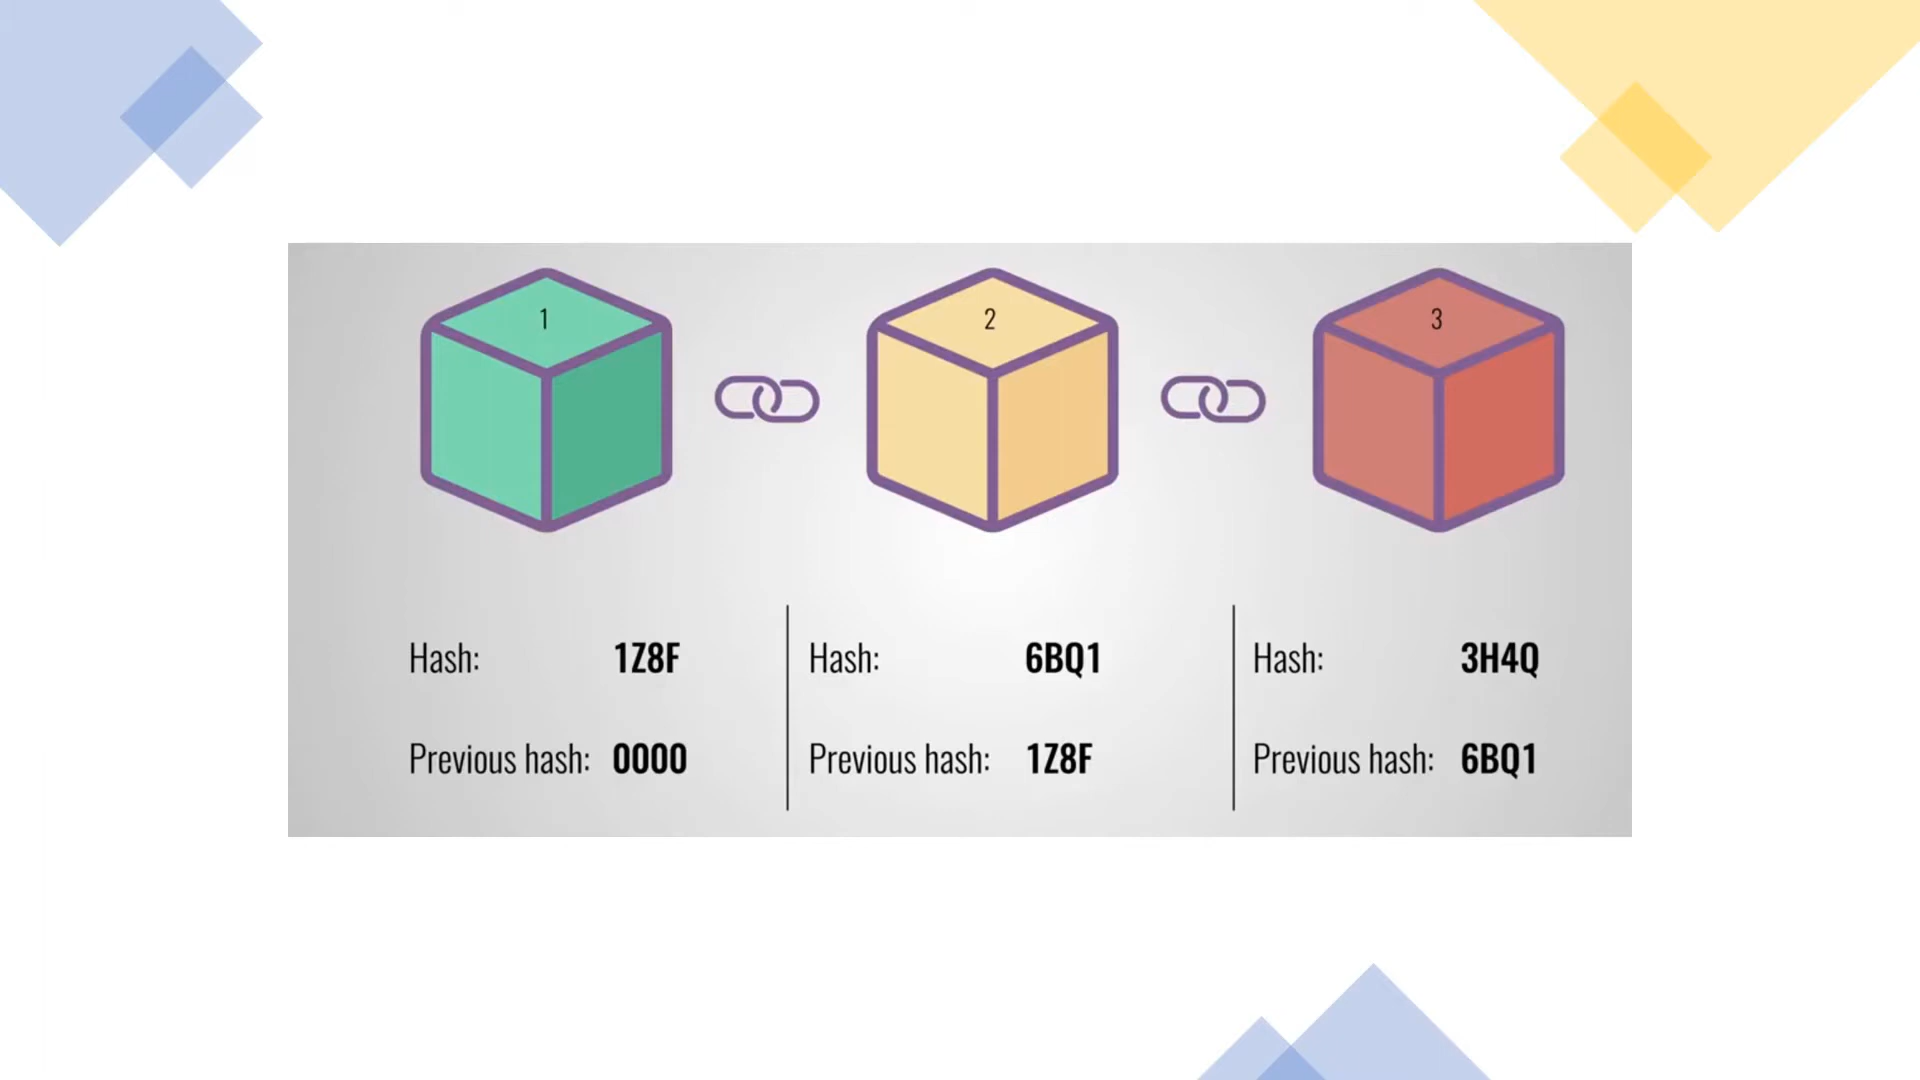 1
2
3
Hash: 1Z8F
Previous hash: 0000
Hash: 6BQ1
Previous hash: 1Z8F
Hash: 3H4Q
Previous hash: 6BQ1